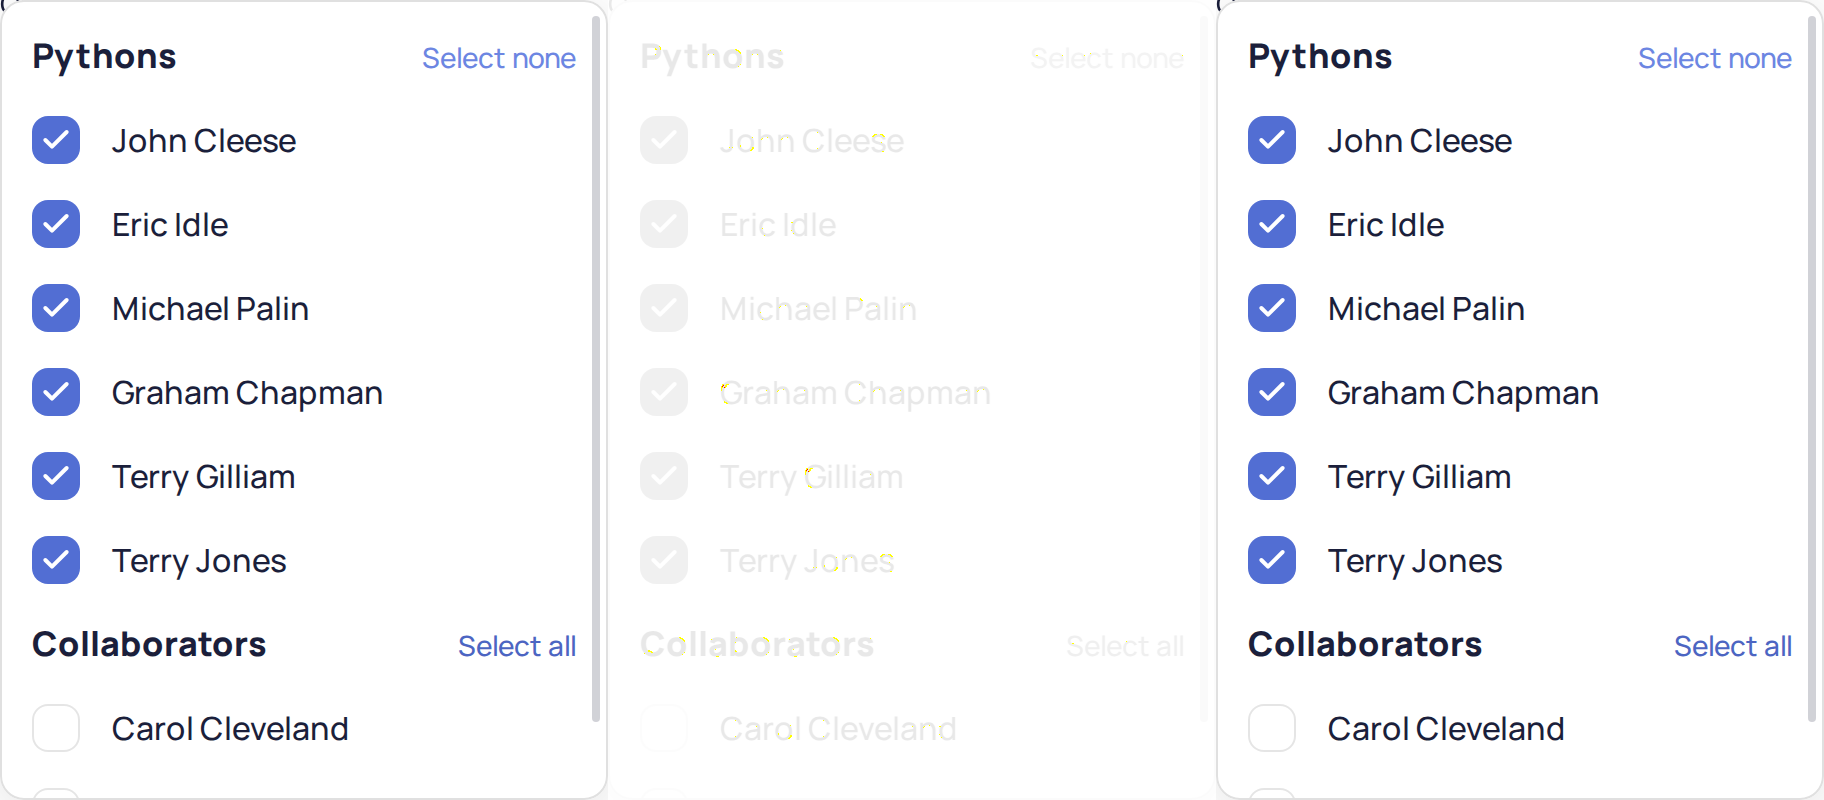 Pythons Select none
John Cleese
Eric Idle
Michael Palin
Graham Chapman
Terry Gilliam
Terry Jones
Collaborators Select all
Carol Cleveland
Pythons Select none
John Cleese
Eric Idle
Michael Palin
Graham Chapman
Terry Gilliam
Terry Jones
Collaborators Select all
Carol Cleveland
Pythons Select none
John Cleese
Eric Idle
Michael Palin
Graham Chapman
Terry Gilliam
Terry Jones
Collaborators Select all
Carol Cleveland